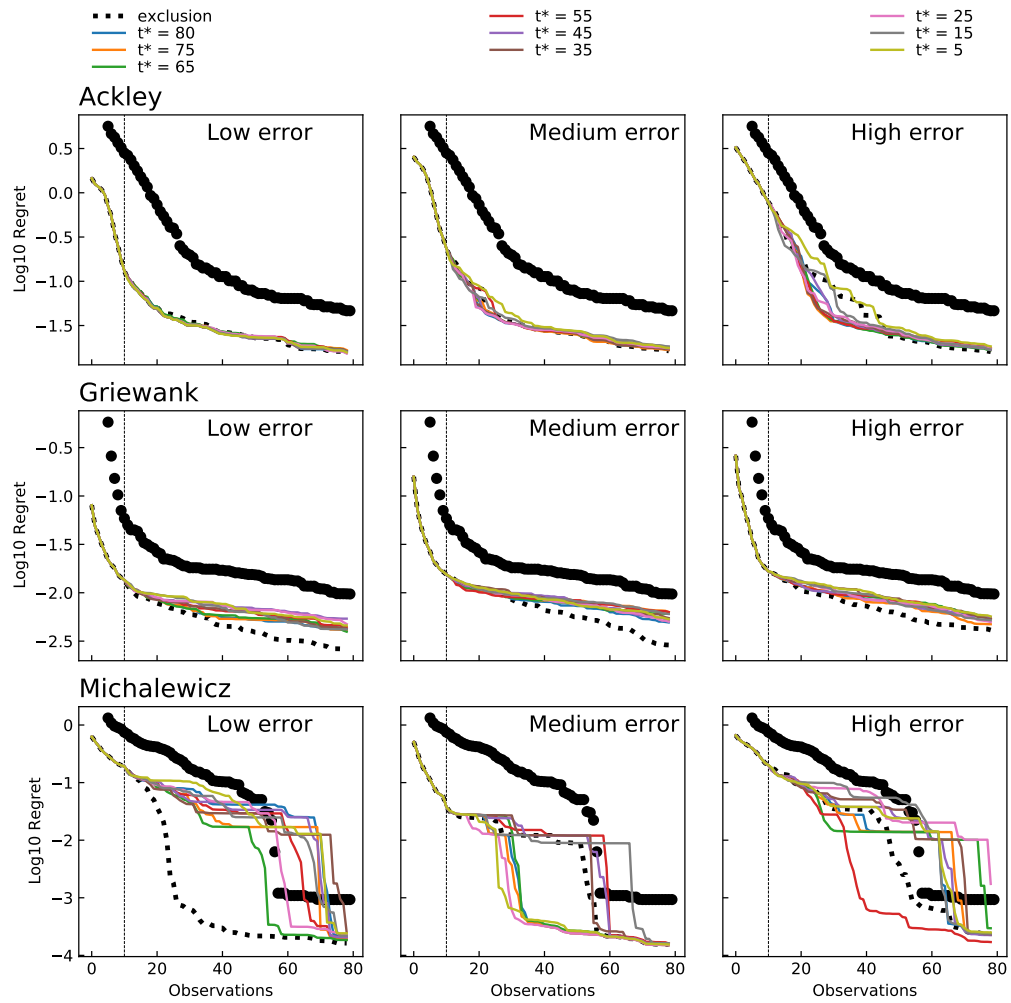 exclusion t* = 55 t* = 25
t* = 80 t* = 45 t* = 15
t* = 75 t* = 35 t* = 5
t* = 65
Ackley
Low error Medium error High error
0.5
0.0
−0.5
−1.0
−1.5
Log10 Regret
Griewank
Low error Medium error High error
−0.5
−1.0
−1.5
−2.0
−2.5
Log10 Regret
Michalewicz
Low error Medium error High error
0
−1
−2
−3
−4
Log10 Regret
0 20 40 60 80 0 20 40 60 80 0 20 40 60 80
Observations Observations Observations